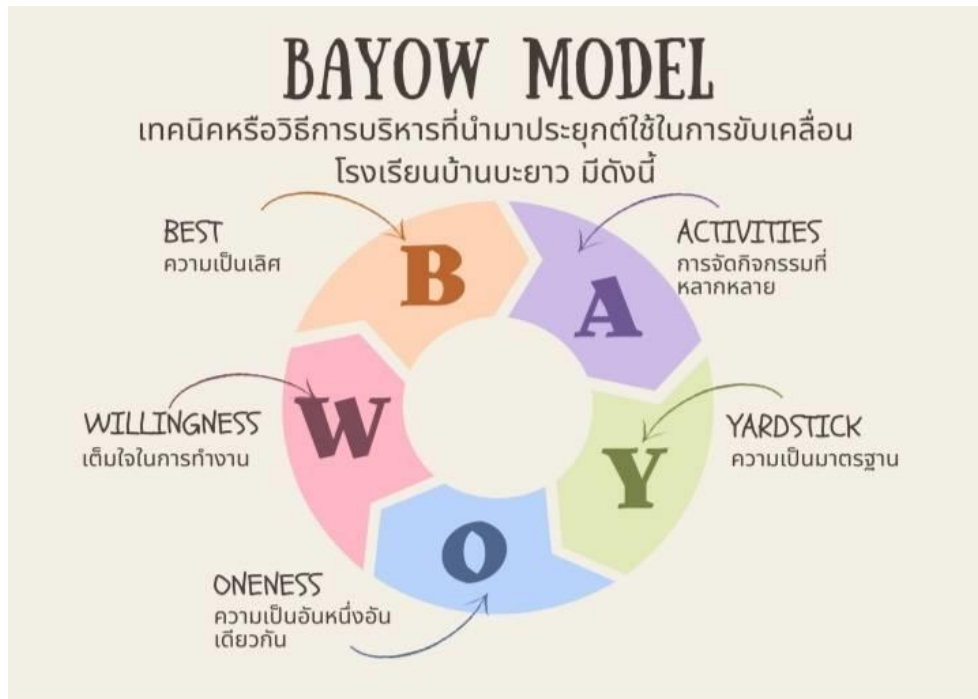 BAYOW MODEL
เทคนิคหรือวิธีการบริหารที่นำมาประยุกต์ใช้ในการขับเคลื่อน
โรงเรียนบ้านบะยาว มีดังนี้
BEST
ความเป็นเลิศ
B
ACTIVITIES
การจัดกิจกรรมที่
หลากหลาย
A
YARDSTICK
ความเป็นมาตรฐาน
Y
ONENESS
ความเป็นอันหนึ่งอัน
เดียวกัน
O
WILLINGNESS
เต็มใจในการทำงาน
W